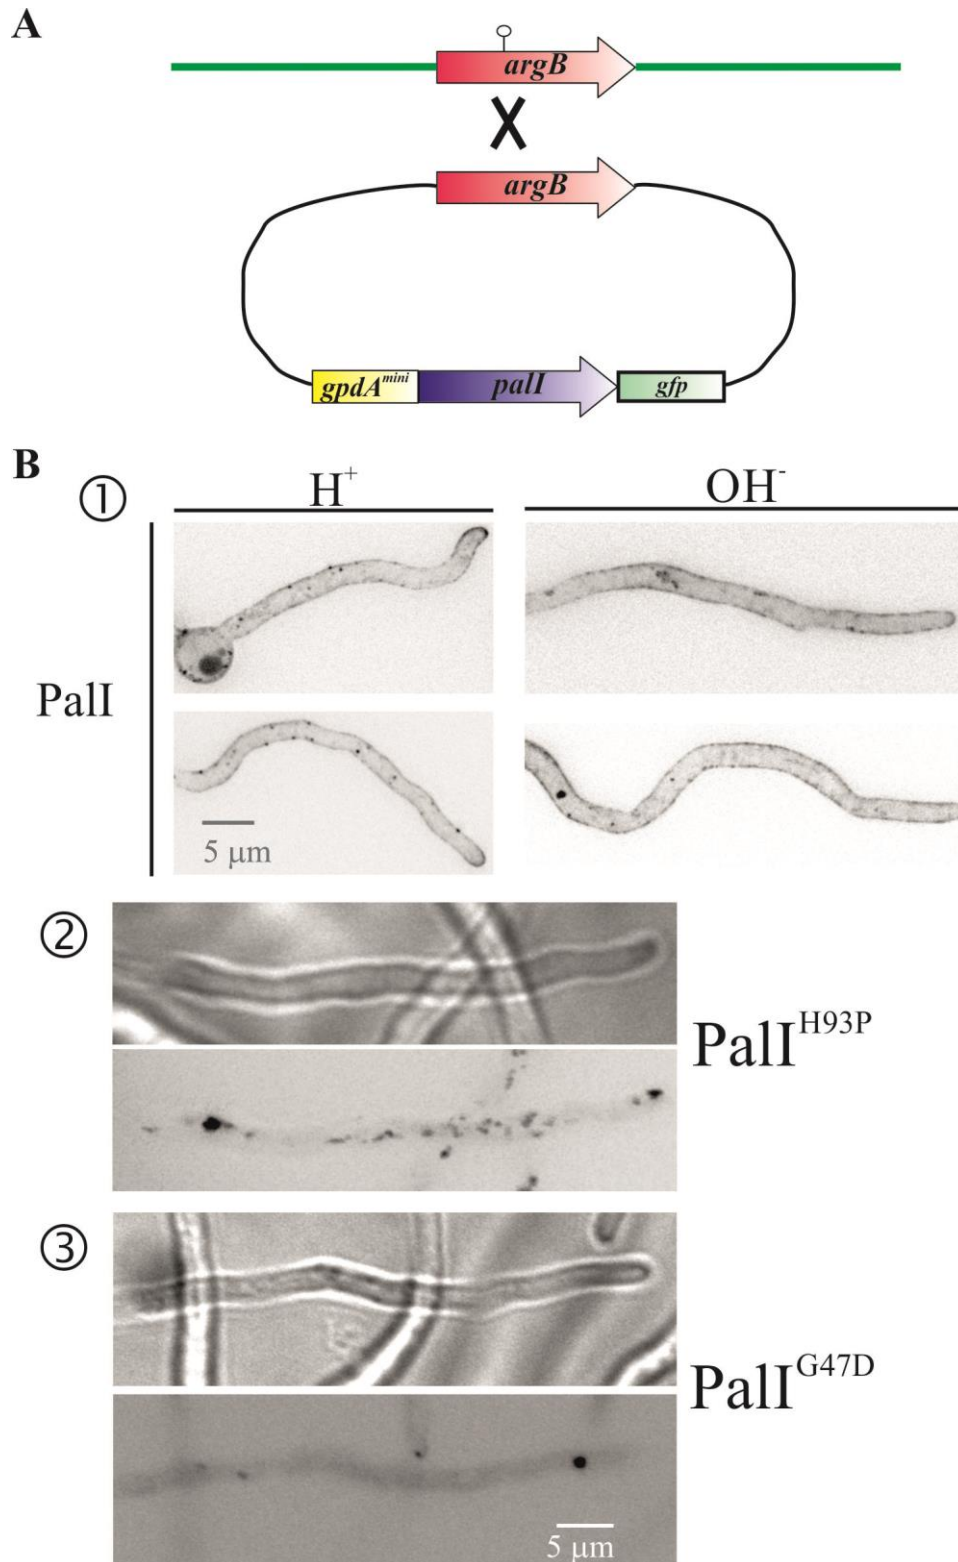 A
argB
argB
gpdA^mini palI gfp
B
① H⁺ OH⁻
PalI
5 µm
②
PalI^H93P
③
PalI^G47D
5 µm